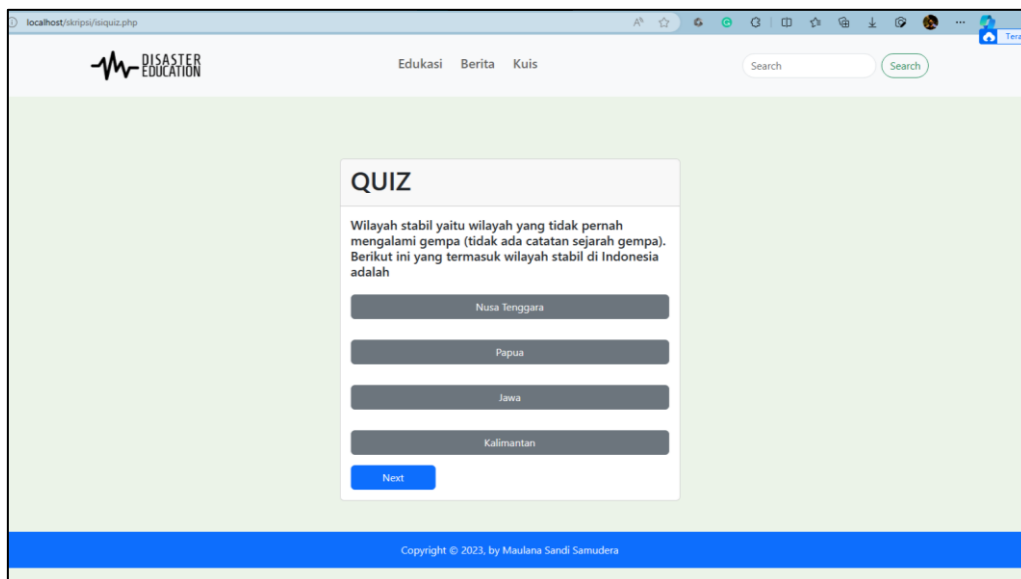 localhost/skripsi/isiquiz.php
Tera
DISASTER
EDUCATION
Edukasi Berita Kuis
Search
Search
QUIZ
Wilayah stabil yaitu wilayah yang tidak pernah
mengalami gempa (tidak ada catatan sejarah gempa).
Berikut ini yang termasuk wilayah stabil di Indonesia
adalah
Nusa Tenggara
Papua
Jawa
Kalimantan
Next
Copyright © 2023, by Maulana Sandi Samudera